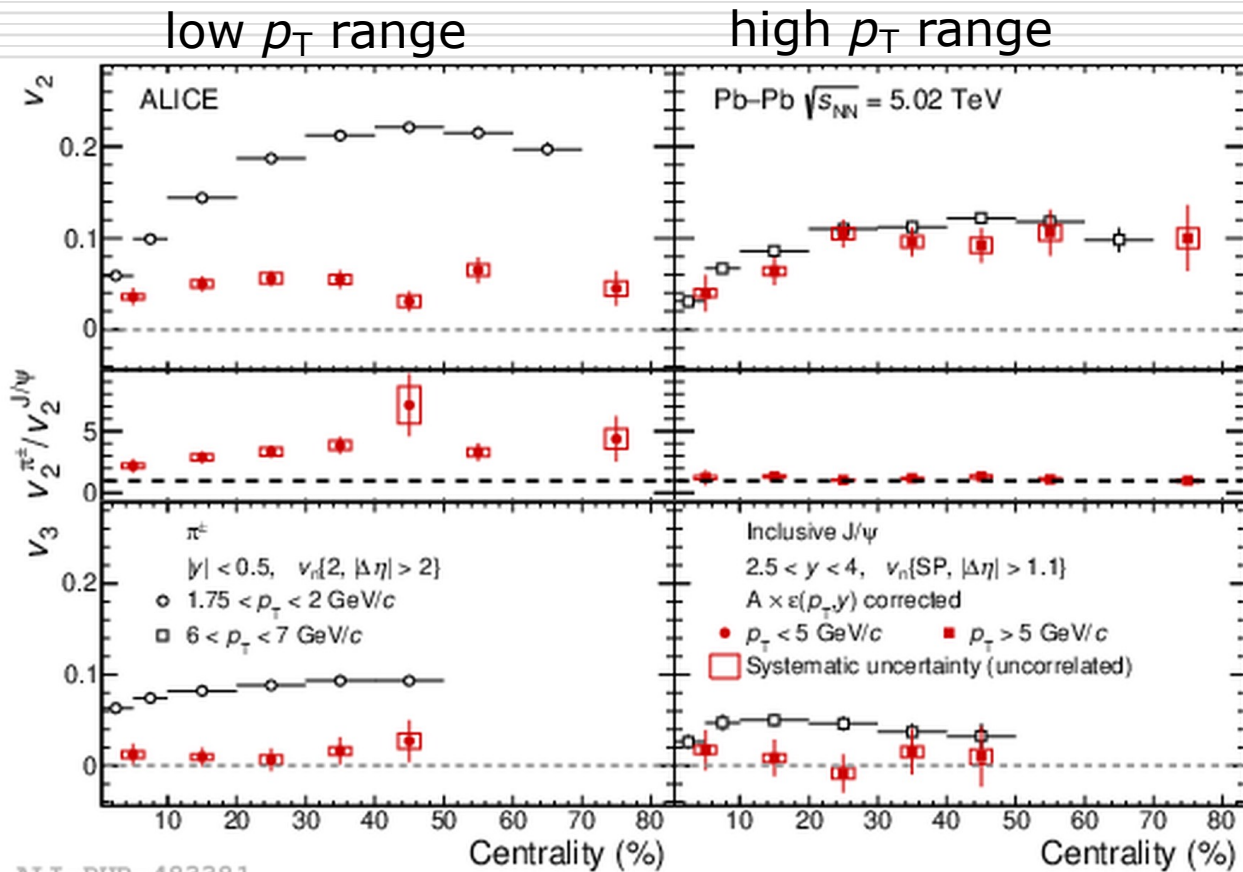 low pT range
high pT range
v2
ALICE
Pb–Pb √sNN = 5.02 TeV
0.2
0.1
0
v2^π± / v2^J/ψ
5
0
v3
π±
|y| < 0.5, vn{2, |Δη| > 2}
1.75 < pT < 2 GeV/c
6 < pT < 7 GeV/c
Inclusive J/ψ
2.5 < y < 4, vn{SP, |Δη| > 1.1}
A × ε(pT,y) corrected
pT < 5 GeV/c
pT > 5 GeV/c
Systematic uncertainty (uncorrelated)
0.2
0.1
0
10 20 30 40 50 60 70 80
10 20 30 40 50 60 70 80
Centrality (%)
Centrality (%)